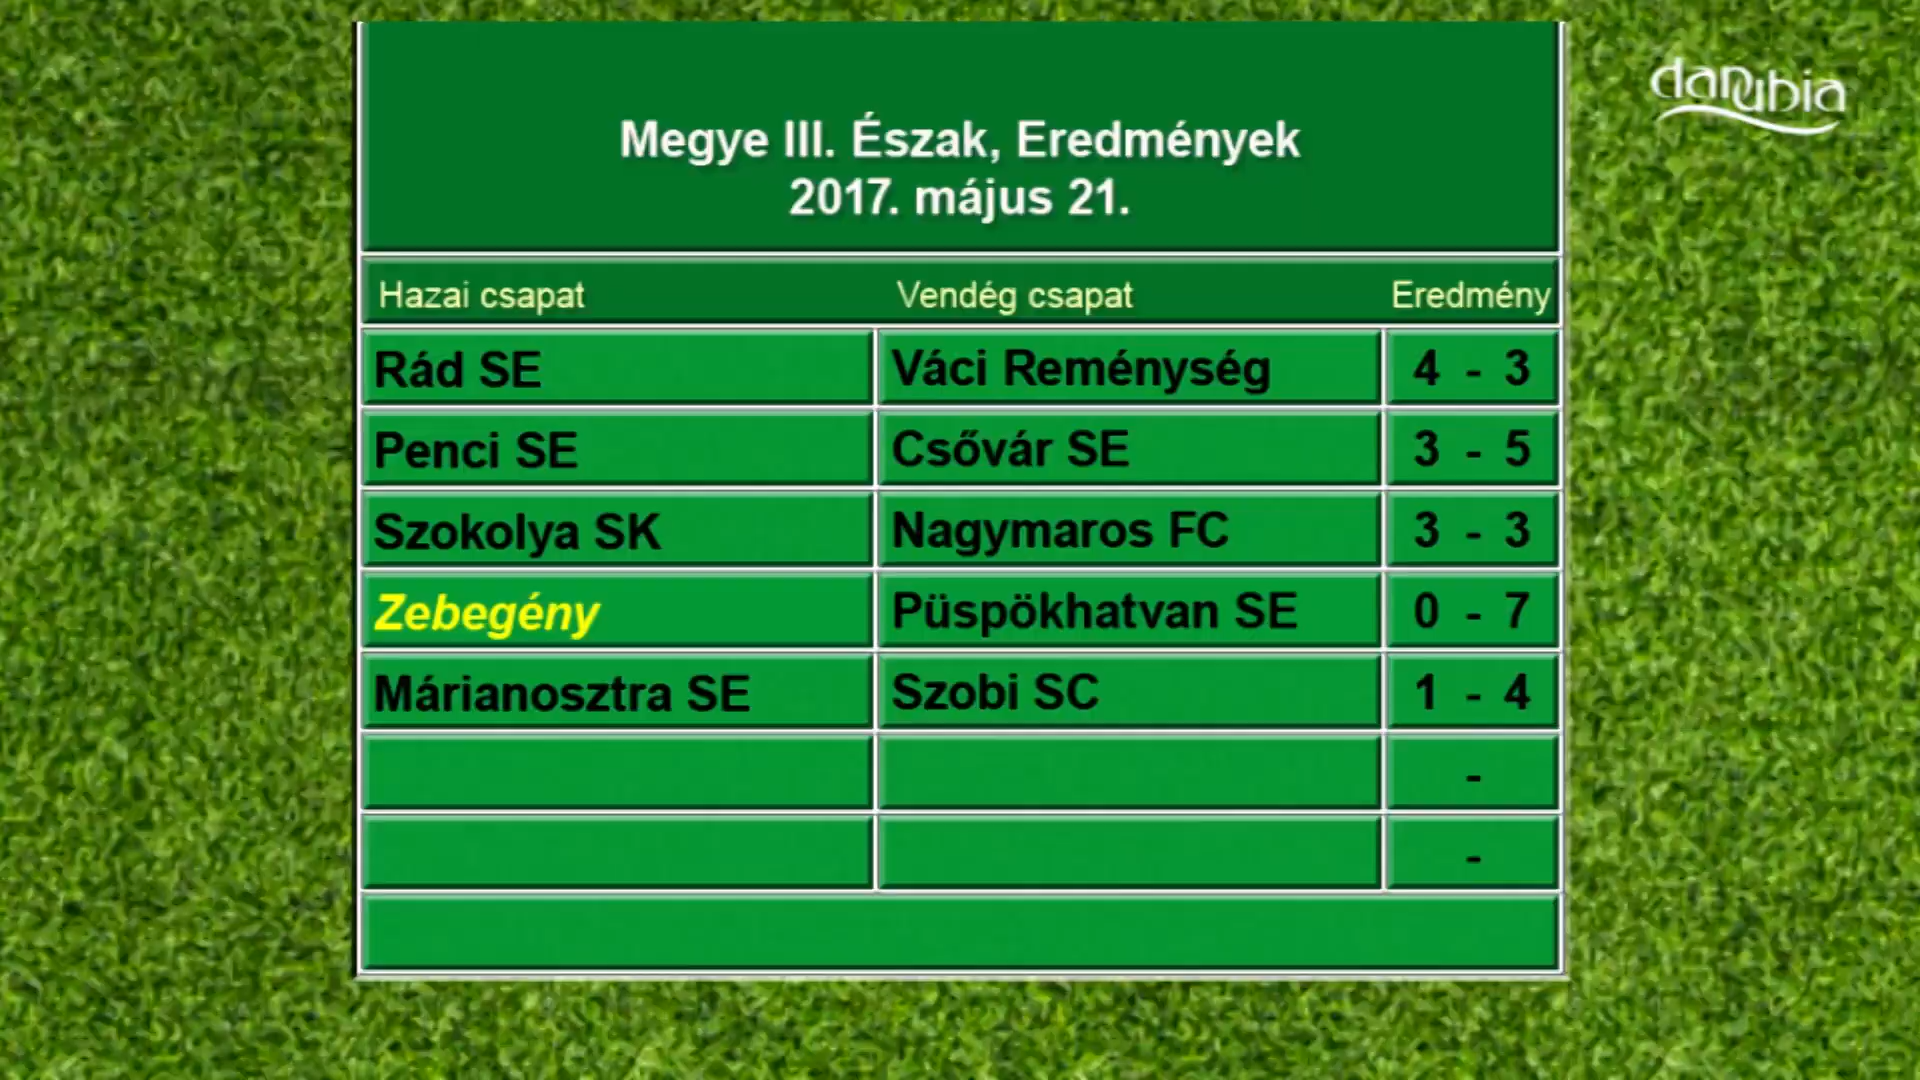 danubia
Megye III. Észak, Eredmények
2017. május 21.
Hazai csapat Vendég csapat Eredmény
Rád SE Váci Reménység 4 - 3
Penci SE Csővár SE 3 - 5
Szokolya SK Nagymaros FC 3 - 3
Zebegény Püspökhatvan SE 0 - 7
Márianosztra SE Szobi SC 1 - 4
-
-